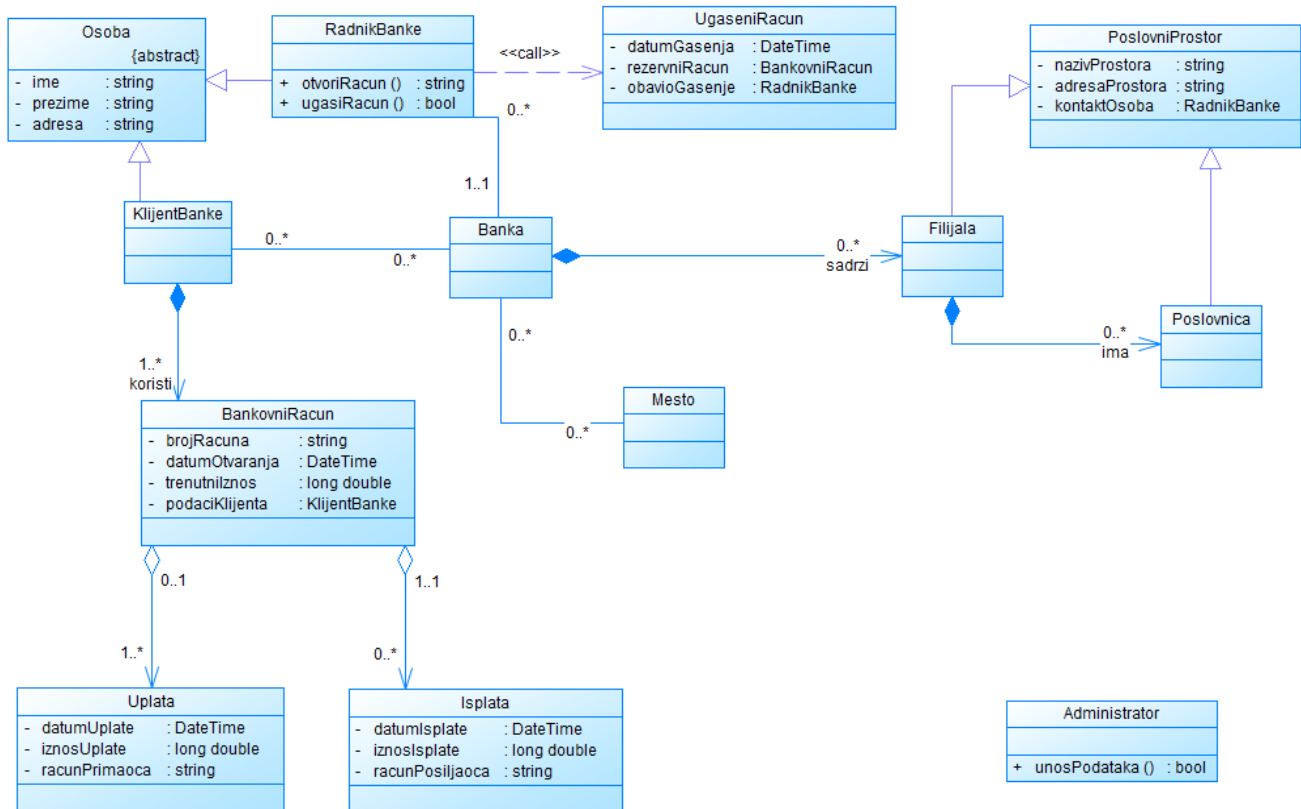 Osoba
{abstract}
- ime : string
- prezime : string
- adresa : string
RadnikBanke
+ otvoriRacun () : string
+ ugasiRacun () : bool
<<call>>
0..*
UgaseniRacun
- datumGasenja : DateTime
- rezervniRacun : BankovniRacun
- obavioGasenje : RadnikBanke
PoslovniProstor
- nazivProstora : string
- adresaProstora : string
- kontaktOsoba : RadnikBanke
1..1
KlijentBanke
0..*
0..*
Banka
0..*
sadrzi
Filijala
0..*
ima
Poslovnica
0..*
0..*
Mesto
1..*
koristi
BankovniRacun
- brojRacuna : string
- datumOtvaranja : DateTime
- trenutniIznos : long double
- podaciKlijenta : KlijentBanke
0..1
1..1
1..*
0..*
Uplata
- datumUplate : DateTime
- iznosUplate : long double
- racunPrimaoca : string
Isplata
- datumIsplate : DateTime
- iznosIsplate : long double
- racunPosiljaoca : string
Administrator
+ unosPodataka () : bool